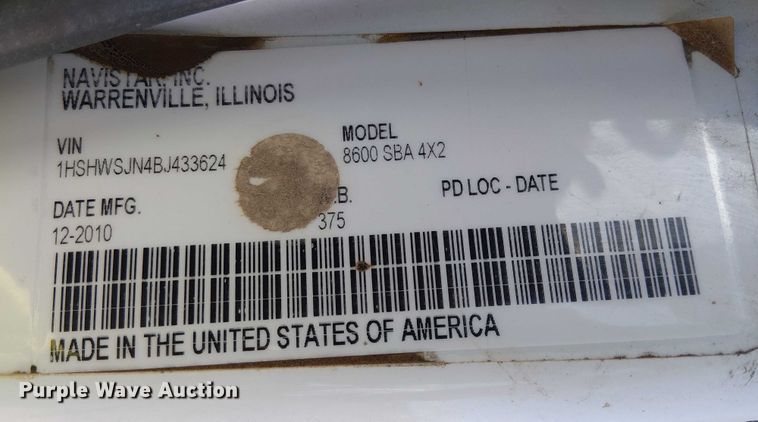 NAVISTAR, INC.
WARRENVILLE, ILLINOIS
VIN
1HSHWSJN4BJ433624
MODEL
8600 SBA 4X2
DATE MFG.
12-2010
.B.
375
PD LOC - DATE
MADE IN THE UNITED STATES OF AMERICA
Purple Wave Auction